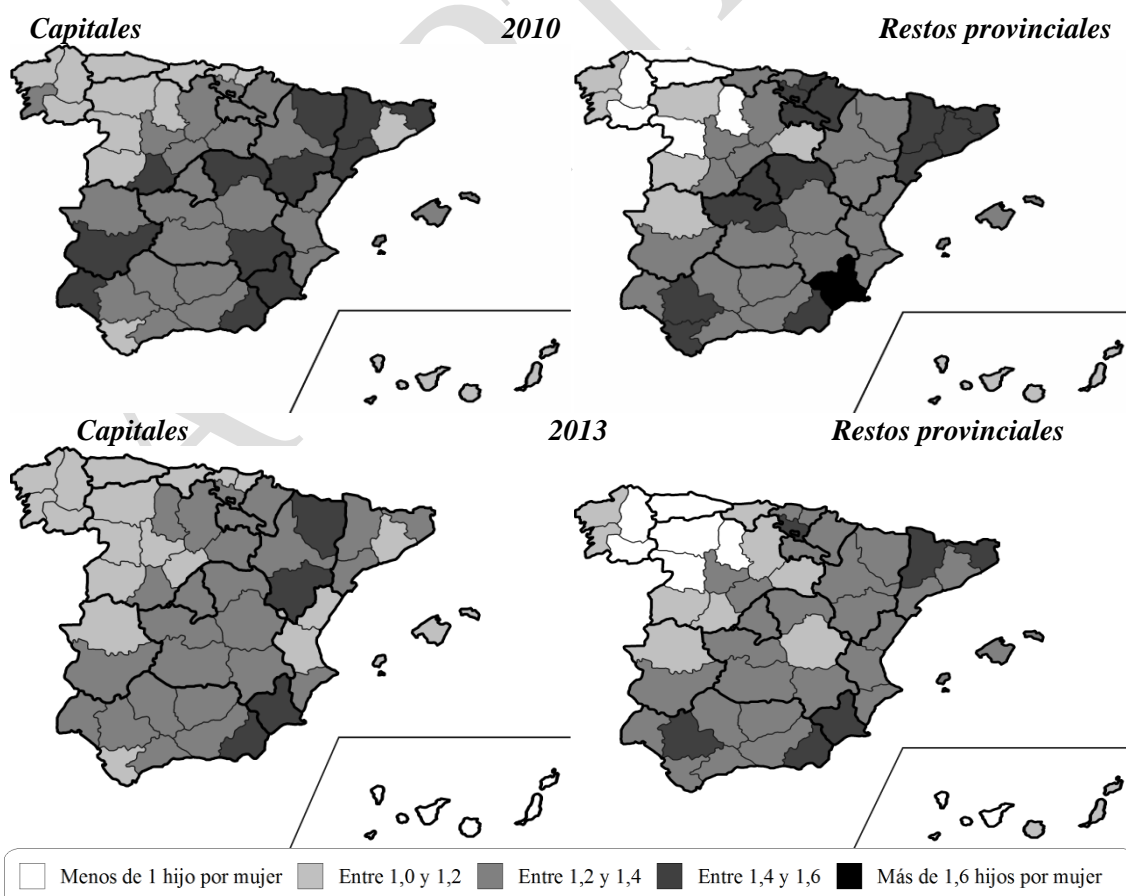 Capitales 2010 Restos provinciales
Capitales 2013 Restos provinciales
Menos de 1 hijo por mujer Entre 1,0 y 1,2 Entre 1,2 y 1,4 Entre 1,4 y 1,6 Más de 1,6 hijos por mujer